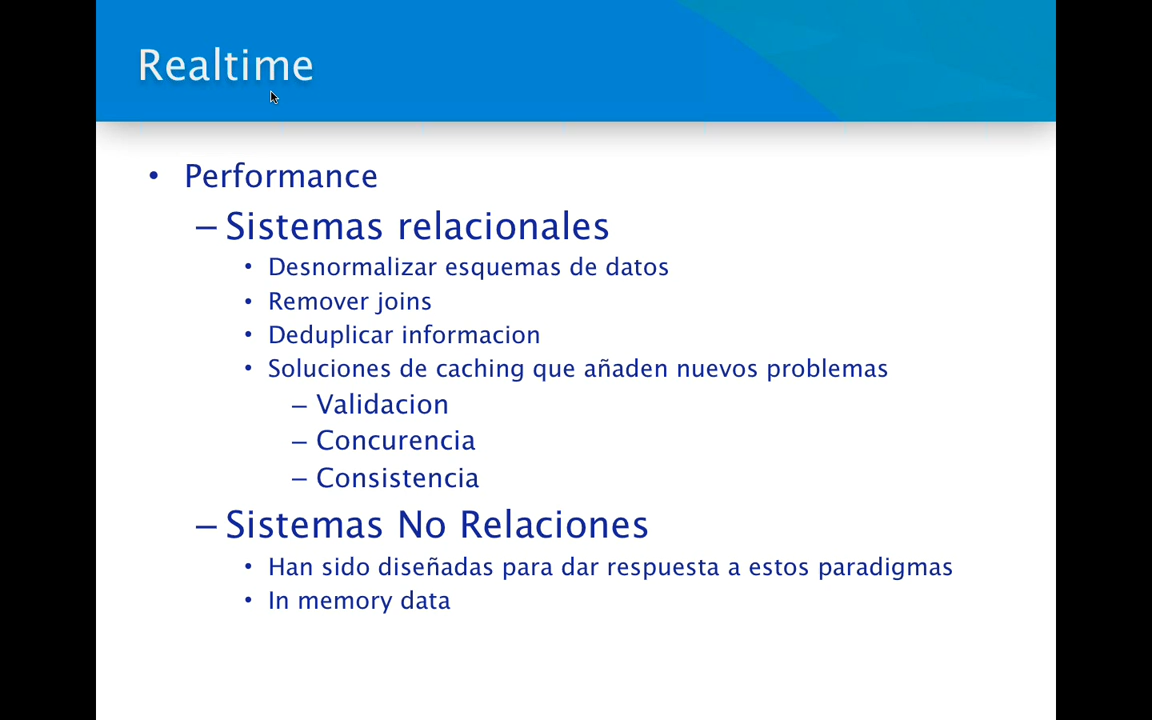 Realtime
• Performance
– Sistemas relacionales
• Desnormalizar esquemas de datos
• Remover joins
• Deduplicar informacion
• Soluciones de caching que añaden nuevos problemas
– Validacion
– Concurencia
– Consistencia
– Sistemas No Relaciones
• Han sido diseñadas para dar respuesta a estos paradigmas
• In memory data